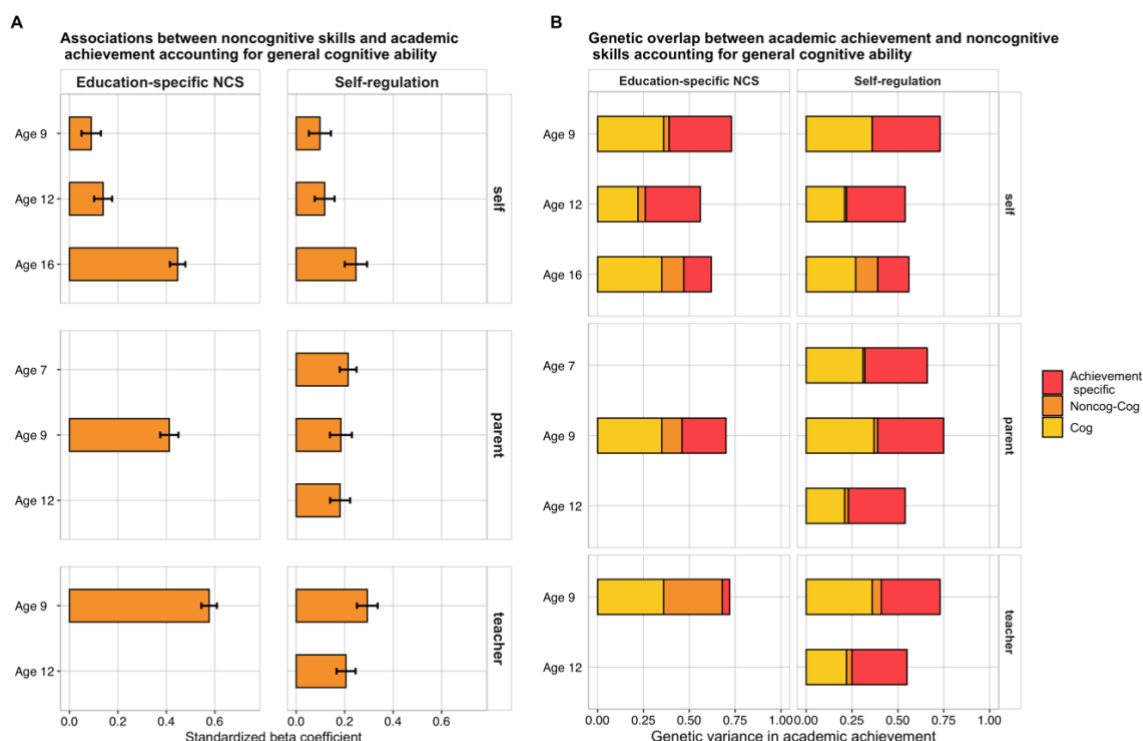 A
Associations between noncognitive skills and academic
achievement accounting for general cognitive ability
Education-specific NCS
Self-regulation
Age 9
Age 12
Age 16
self
Age 7
Age 9
Age 12
parent
Age 9
Age 12
teacher
0.0
0.2
0.4
0.6
0.0
0.2
0.4
0.6
Standardized beta coefficient
B
Genetic overlap between academic achievement and noncognitive
skills accounting for general cognitive ability
Education-specific NCS
Self-regulation
Age 9
Age 12
Age 16
self
Age 7
Age 9
Age 12
parent
Age 9
Age 12
teacher
0.00
0.25
0.50
0.75
1.00
0.00
0.25
0.50
0.75
1.00
Genetic variance in academic achievement
Achievement
specific
Noncog-Cog
Cog